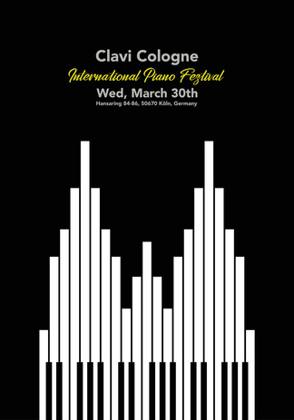 Clavi Cologne
International Piano Festival
Wed, March 30th
Hansaring 84-86, 50670 Köln, Germany